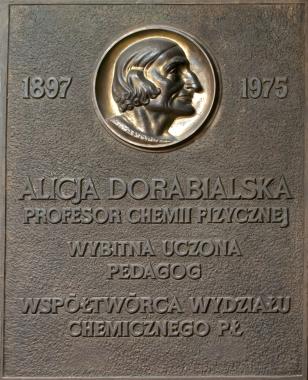 1897 1975
ALICJA DORABIALSKA
PROFESOR CHEMII FIZYCZNEJ
WYBITNA UCZONA
PEDAGOG
WSPÓŁTWÓRCA WYDZIAŁU
CHEMICZNEGO PŁ